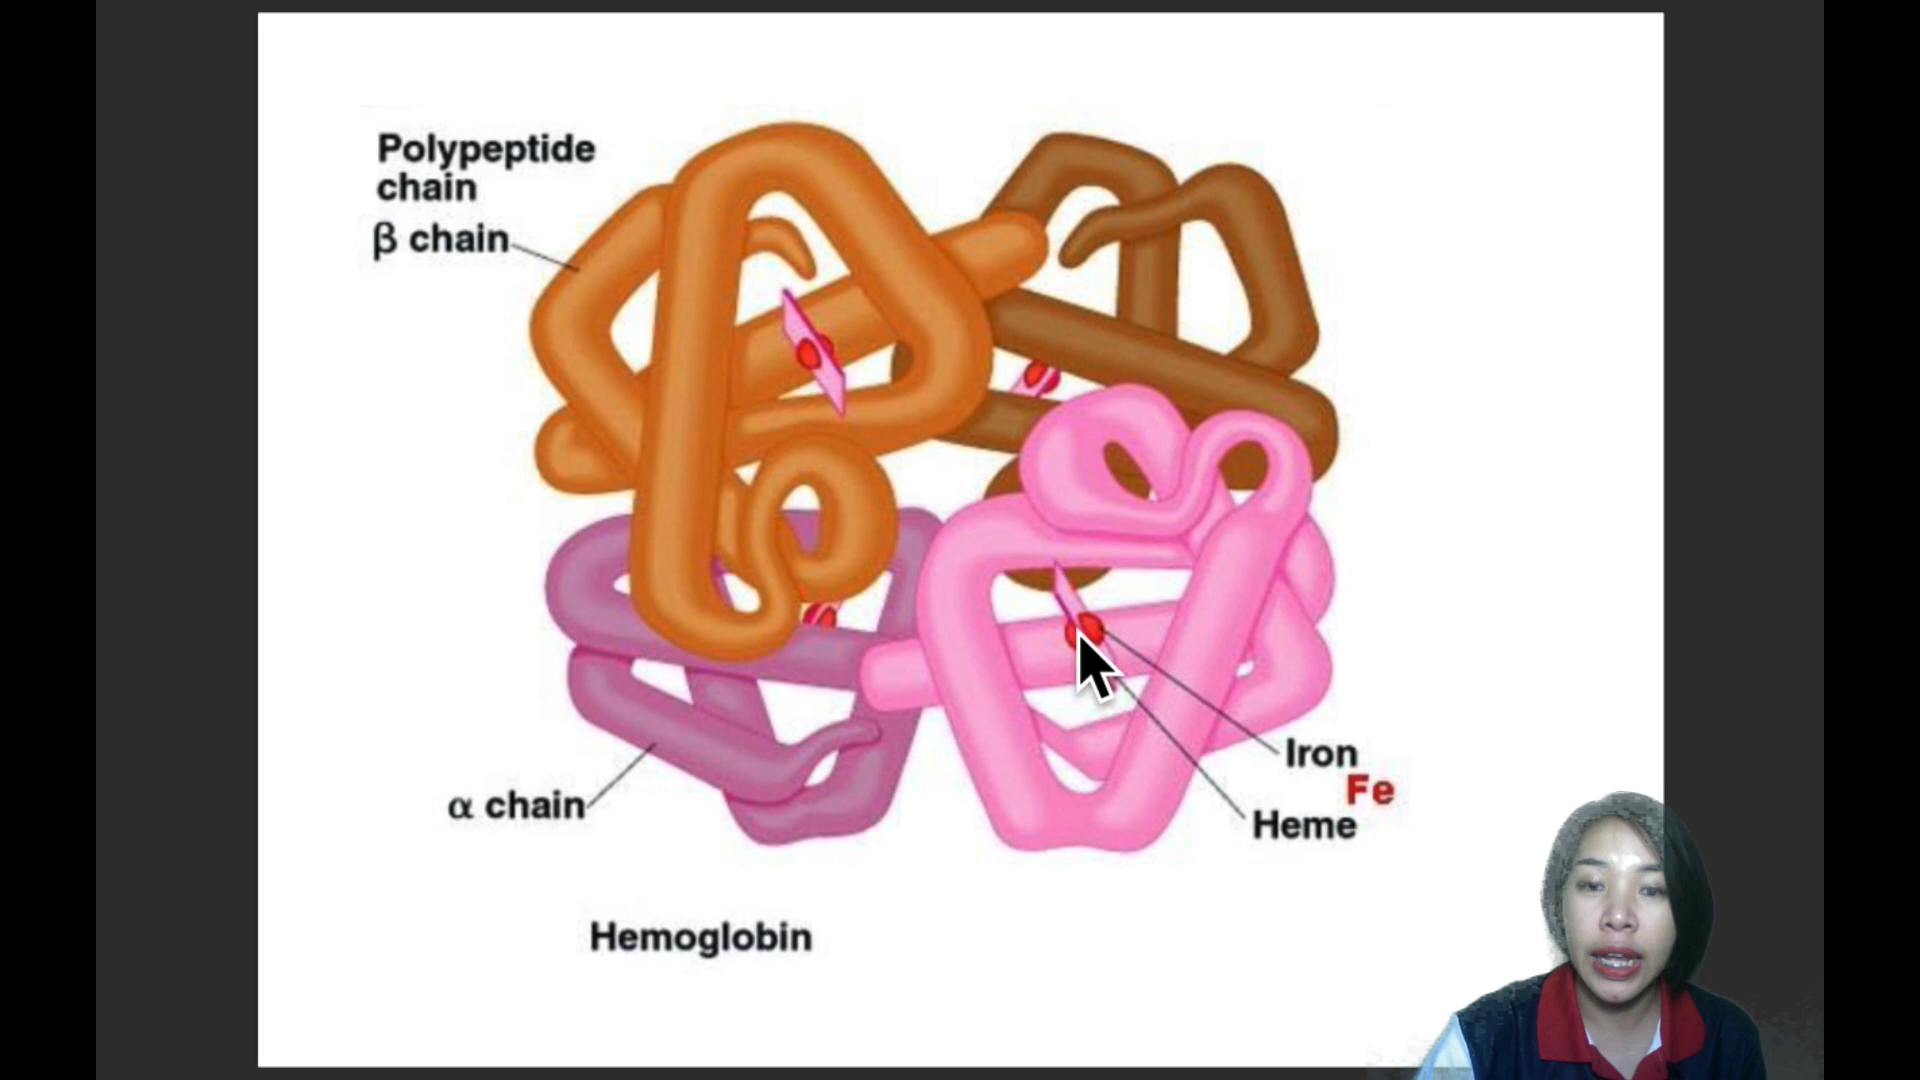 Polypeptide
chain
β chain
α chain
Iron
Fe
Heme
Hemoglobin